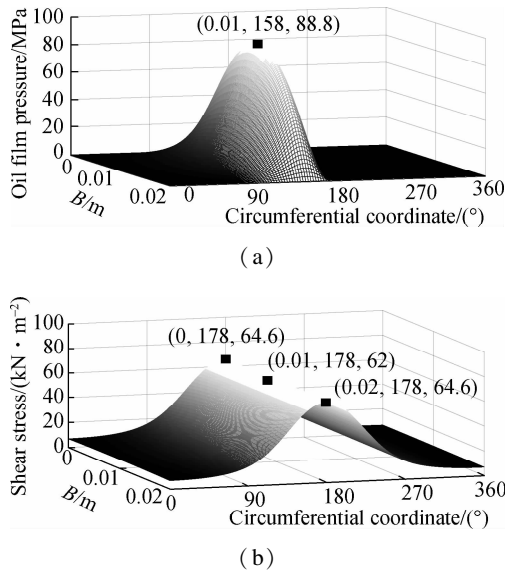 100
80
60
40
20
0
Oil film pressure/MPa
(0.01, 158, 88.8)
0
0.01
0.02
B/m
0
90
180
270
360
Circumferential coordinate/(°)
(a)
100
80
60
40
20
0
Shear stress/(kN·m⁻²)
(0, 178, 64.6)
(0.01, 178, 62)
(0.02, 178, 64.6)
0
0.01
0.02
B/m
0
90
180
270
360
Circumferential coordinate/(°)
(b)